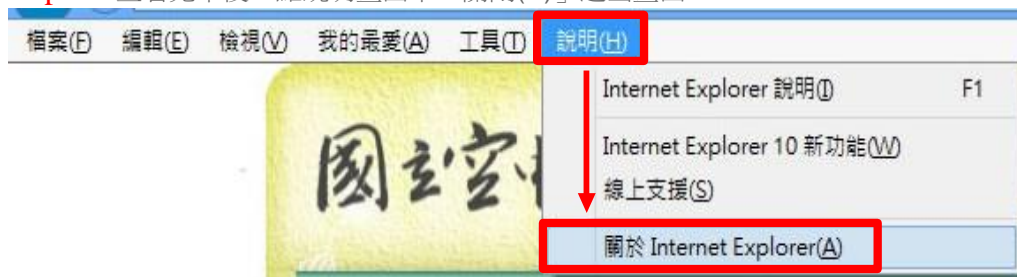 檔案(F) 編輯(E) 檢視(V) 我的最愛(A) 工具(T) 說明(H)
Internet Explorer 說明(I) F1
Internet Explorer 10 新功能(W)
線上支援(S)
關於 Internet Explorer(A)
國立空